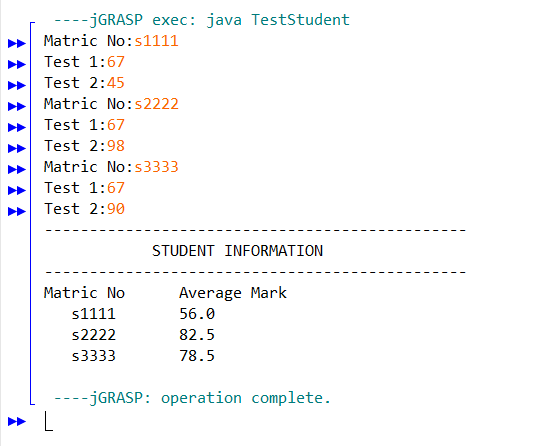 ----jGRASP exec: java TestStudent
Matric No:s1111
Test 1:67
Test 2:45
Matric No:s2222
Test 1:67
Test 2:98
Matric No:s3333
Test 1:67
Test 2:90
-----------------------------------------------
STUDENT INFORMATION
-----------------------------------------------
Matric No Average Mark
s1111 56.0
s2222 82.5
s3333 78.5
----jGRASP: operation complete.